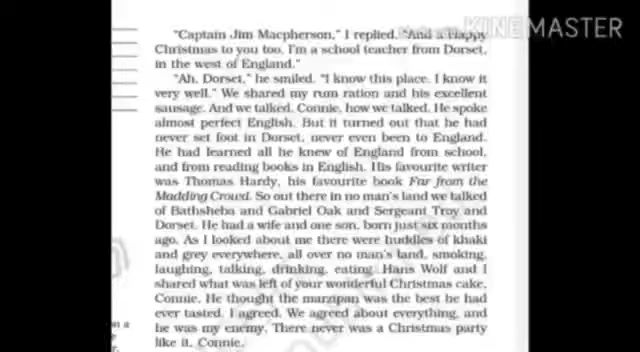 KINEMASTER
"Captain Jim Macpherson," I replied. "And a Happy
Christmas to you too. I'm a school teacher from Dorset,
in the west of England."
"Ah, Dorset," he smiled. "I know this place. I know it
very well." We shared my rum ration and his excellent
sausage. And we talked, Connie, how we talked. He spoke
almost perfect English. But it turned out that he had
never set foot in Dorset, never even been to England.
He had learned all he knew of England from school,
and from reading books in English. His favourite writer
was Thomas Hardy, his favourite book Far from the
Madding Crowd. So out there in no man's land we talked
of Bathsheba and Gabriel Oak and Sergeant Troy and
Dorset. He had a wife and one son, born just six months
ago. As I looked about me there were huddles of khaki
and grey everywhere, all over no man's land, smoking,
laughing, talking, drinking, eating. Hans Wolf and I
shared what was left of your wonderful Christmas cake,
Connie. He thought the marzipan was the best he had
ever tasted. I agreed. We agreed about everything, and
he was my enemy. There never was a Christmas party
like it, Connie.